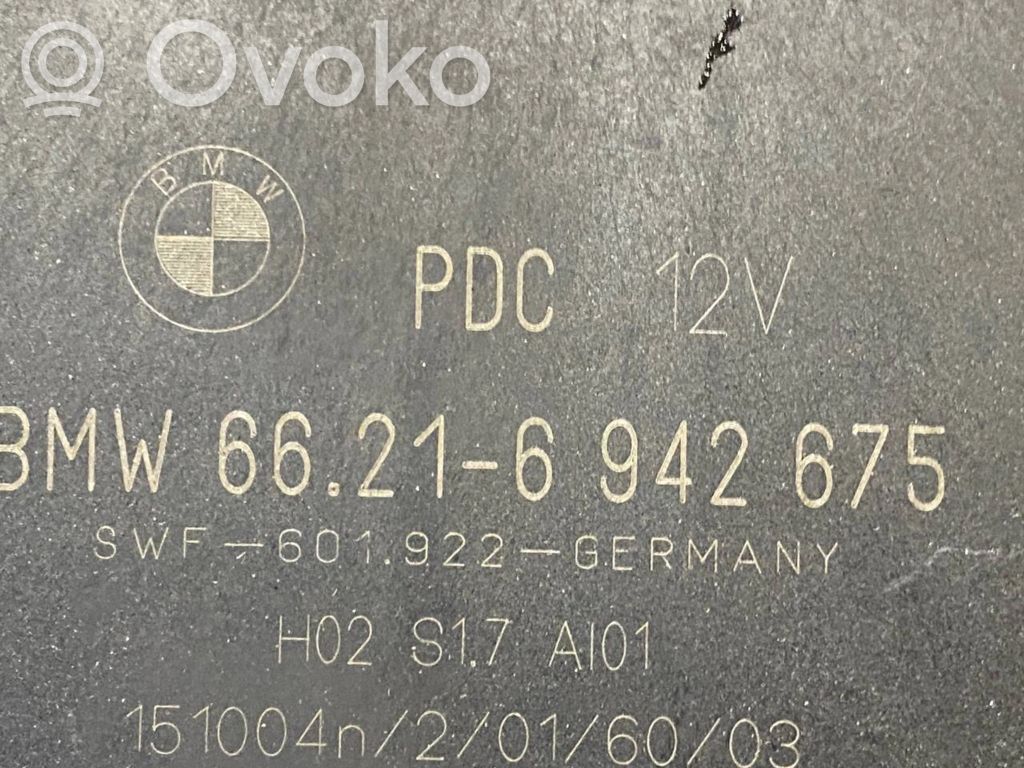 Ovoko
BMW
PDC 12V
BMW 66.21-6 942 675
SWF-601.922-GERMANY
H02 S1.7 AI01
151004n/2/01/60/03